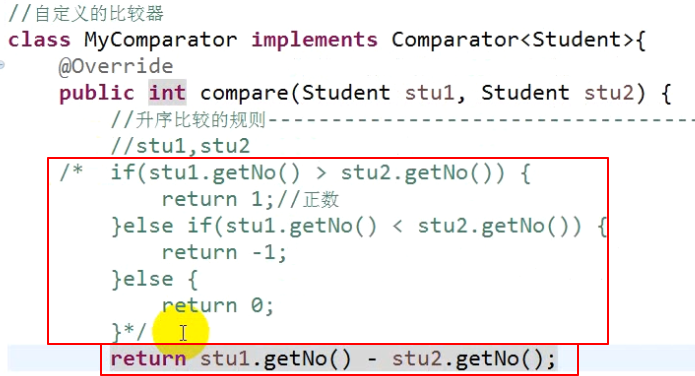 //自定义的比较器
class MyComparator implements Comparator<Student>{
@Override
public int compare(Student stu1, Student stu2) {
//升序比较的规则---------------------------------
//stu1,stu2
/* if(stu1.getNo() > stu2.getNo()) {
return 1;//正数
}else if(stu1.getNo() < stu2.getNo()) {
return -1;
}else {
return 0;
}*/
return stu1.getNo() - stu2.getNo();